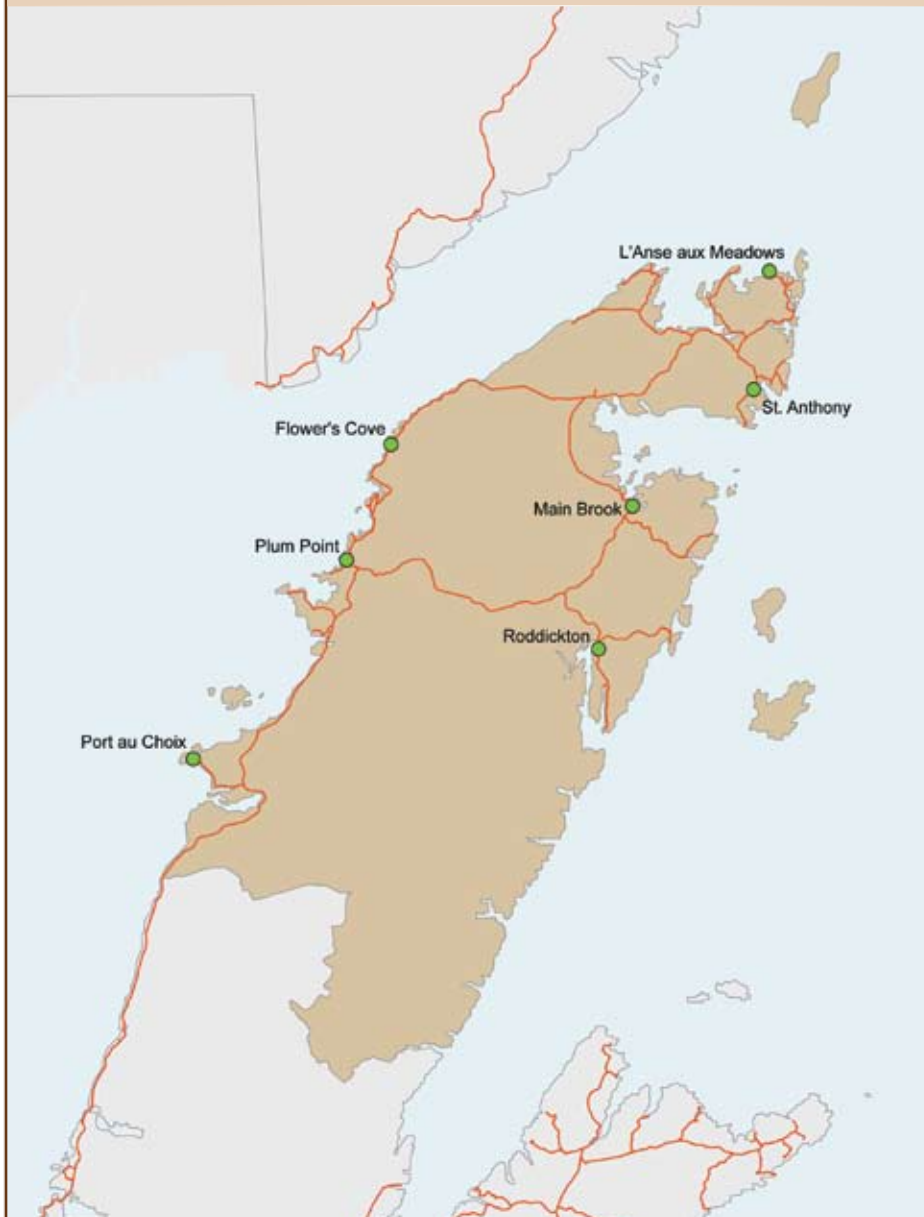 L'Anse aux Meadows
St. Anthony
Flower's Cove
Main Brook
Plum Point
Roddickton
Port au Choix